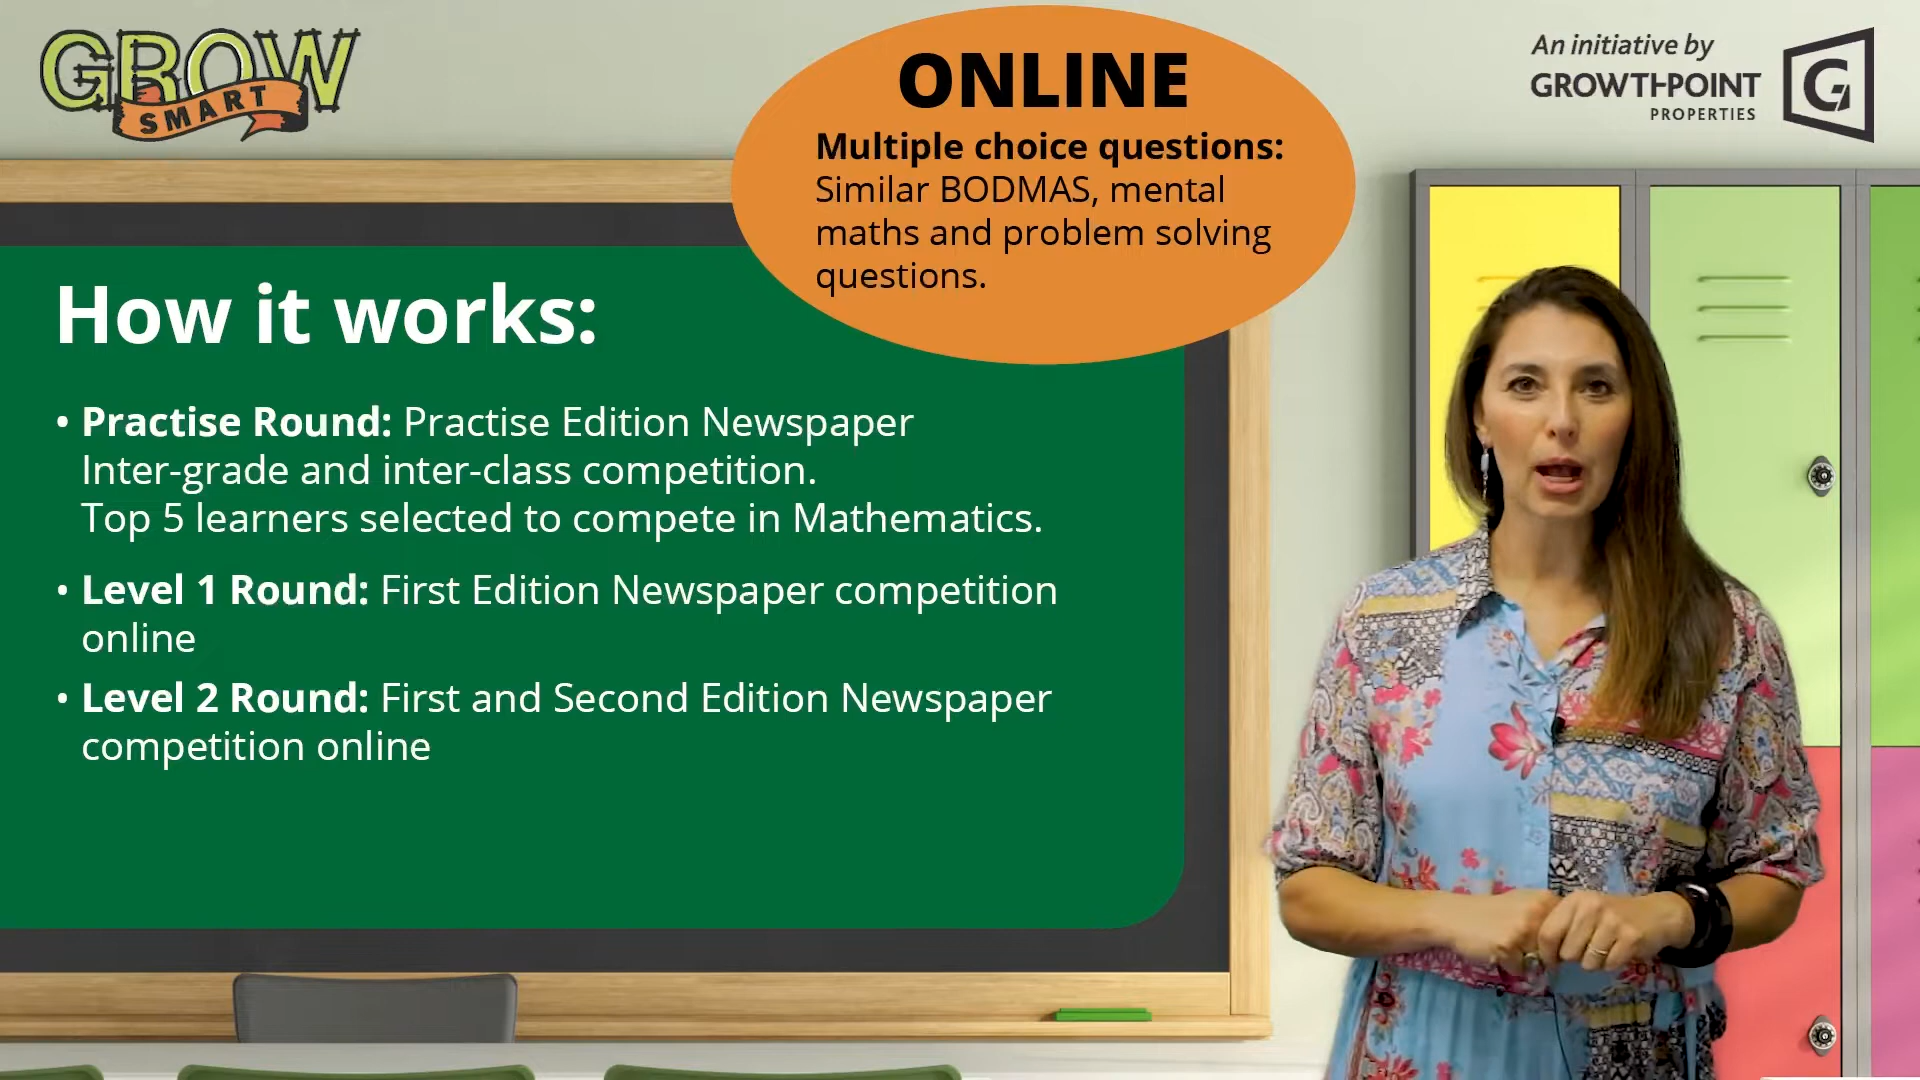 GROW
SMART
ONLINE
Multiple choice questions:
Similar BODMAS, mental
maths and problem solving
questions.
An initiative by
GROWTHPOINT
PROPERTIES
How it works:
• Practise Round: Practise Edition Newspaper
Inter-grade and inter-class competition.
Top 5 learners selected to compete in Mathematics.
• Level 1 Round: First Edition Newspaper competition
online
• Level 2 Round: First and Second Edition Newspaper
competition online